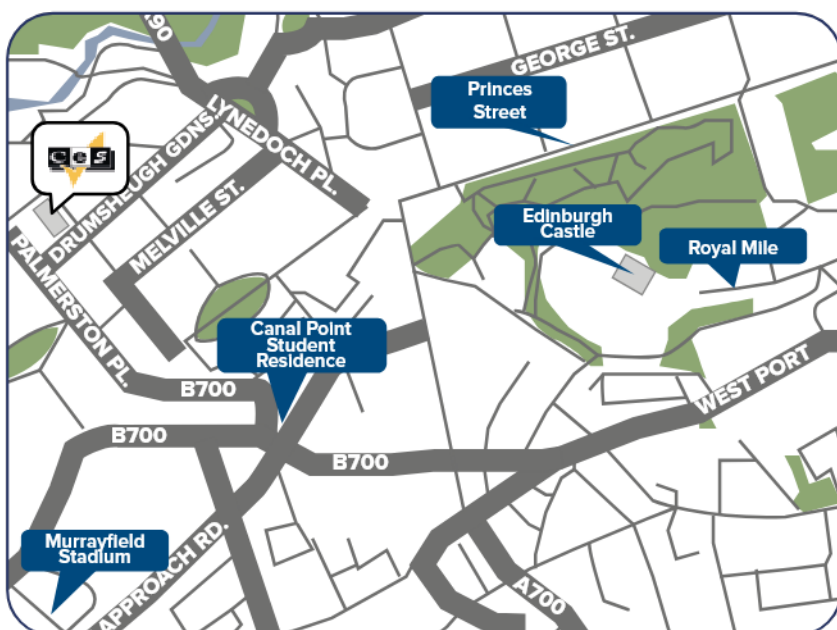 90
GEORGE ST.
Princes
Street
LYNEDOCH PL.
CES
DRUMSHEUGH GDNS.
MELVILLE ST.
Edinburgh
Castle
Royal Mile
PALMERSTON PL.
Canal Point
Student
Residence
WEST PORT
B700
B700
B700
Murrayfield
Stadium
APPROACH RD.
A700